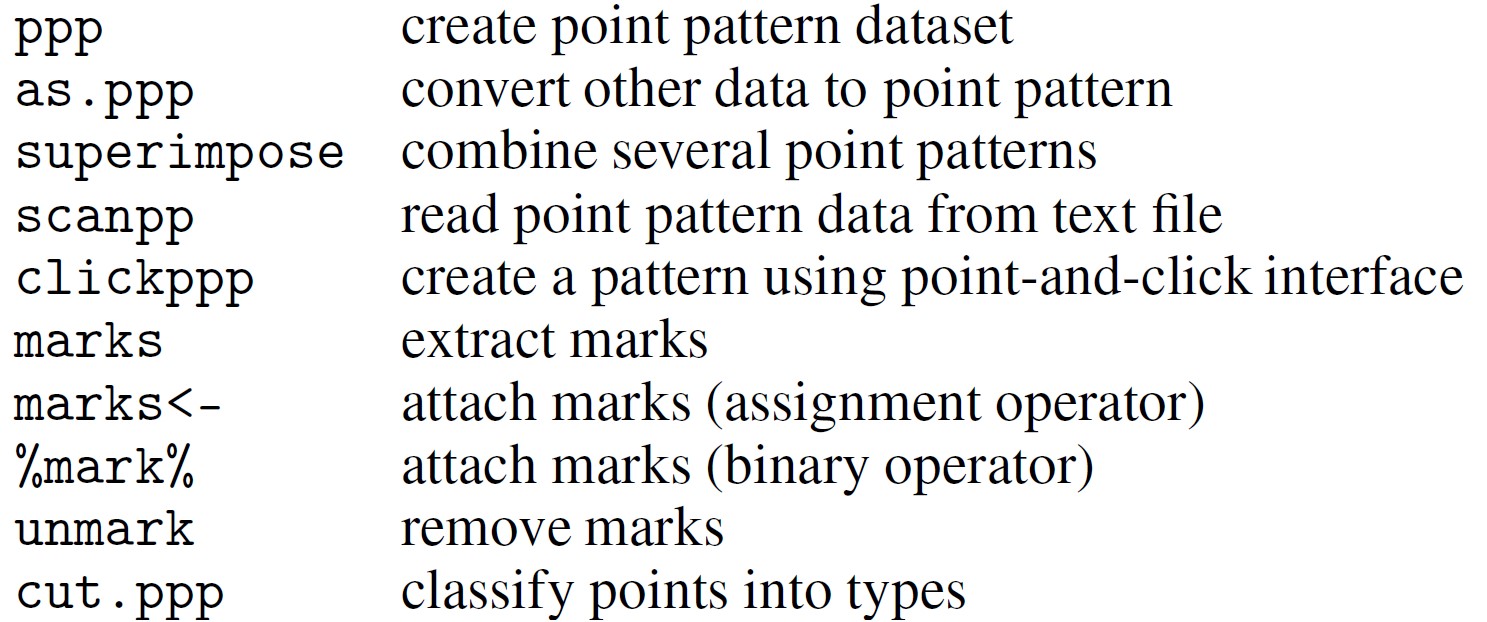 ppp create point pattern dataset
as.ppp convert other data to point pattern
superimpose combine several point patterns
scanpp read point pattern data from text file
clickppp create a pattern using point-and-click interface
marks extract marks
marks<- attach marks (assignment operator)
%mark% attach marks (binary operator)
unmark remove marks
cut.ppp classify points into types